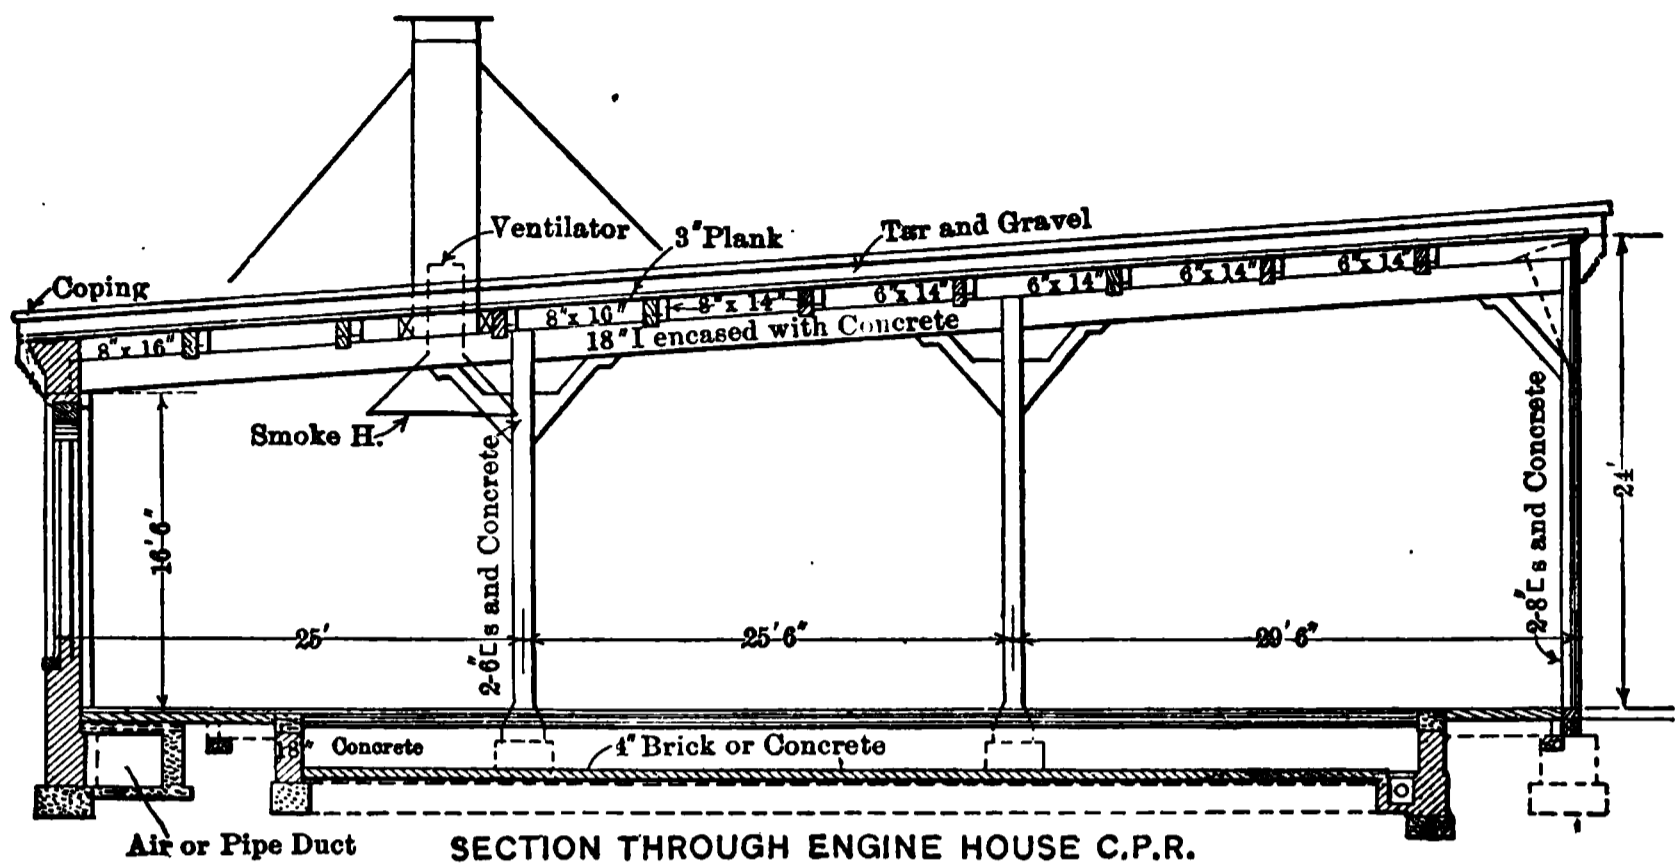 Ventilator
3" Plank
Tar and Gravel
Coping
8" x 16"
8" x 16"
8" x 14"
6" x 14"
6" x 14"
6" x 14"
6" x 14"
18" I encased with Concrete
Smoke H.
16' 6"
2-6" [s and Concrete
2-8" [s and Concrete
24'
25'
25' 6"
29' 6"
18"
Concrete
4" Brick or Concrete
Air or Pipe Duct
SECTION THROUGH ENGINE HOUSE C.P.R.